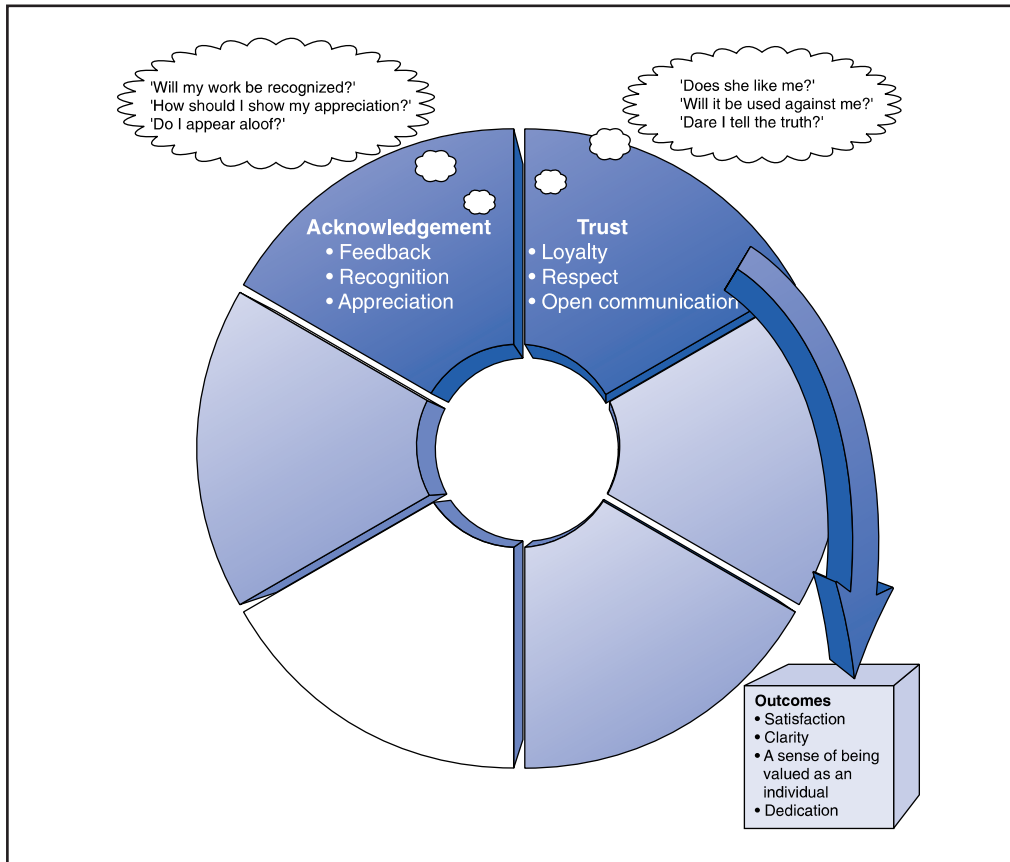 'Will my work be recognized?'
'How should I show my appreciation?'
'Do I appear aloof?'
'Does she like me?'
'Will it be used against me?'
'Dare I tell the truth?'
Acknowledgement
• Feedback
• Recognition
• Appreciation
Trust
• Loyalty
• Respect
• Open communication
Outcomes
• Satisfaction
• Clarity
• A sense of being
valued as an
individual
• Dedication